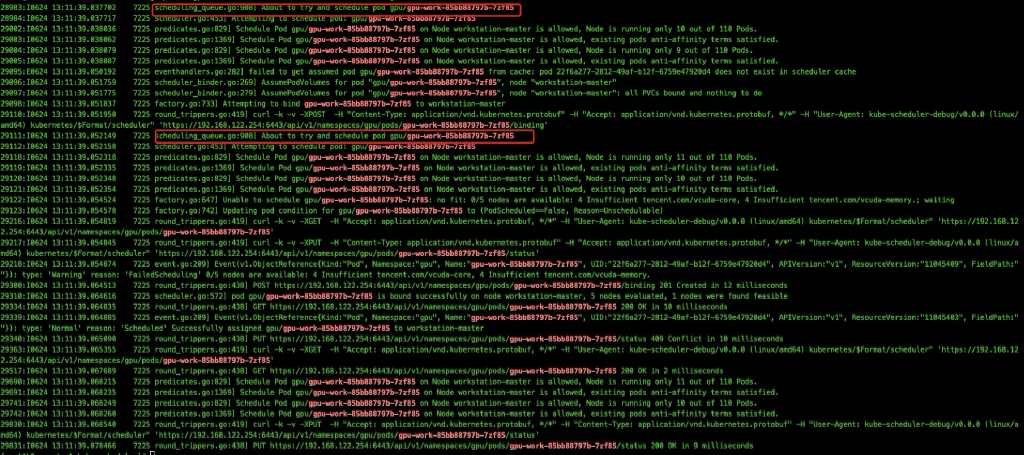 28983:I0624 13:11:39.037702    7225 scheduling_queue.go:908] About to try and schedule pod gpu/gpu-work-85bb88797b-7zf85
28984:I0624 13:11:39.                7225 scheduler.go:453] Attempting to schedule pod: gpu/gpu-work-85bb88797b-7zf85
29002:I0624 13:11:39.038036    7225 predicates.go:829] Schedule Pod gpu/gpu-work-85bb88797b-7zf85 on Node workstation-master is allowed, Node is running only 10 out of 110 Pods.
29003:I0624 13:11:39.038062    7225 predicates.go:1369] Schedule Pod gpu/gpu-work-85bb88797b-7zf85 on Node workstation-master is allowed, existing pods anti-affinity terms satisfied.
29004:I0624 13:11:39.038073    7225 predicates.go:829] Schedule Pod gpu/gpu-work-85bb88797b-7zf85 on Node workstation-master is allowed, Node is running only 9 out of 110 Pods.
29005:I0624 13:11:39.038087    7225 predicates.go:1369] Schedule Pod gpu/gpu-work-85bb88797b-7zf85 on Node workstation-master is allowed, existing pods anti-affinity terms satisfied.
29095:E0624 13:11:39.050192    7225 eventhandlers.go:282] failed to get assumed pod gpu/gpu-work-85bb88797b-7zf85 from cache: pod 22f6a277-2812-49af-b12f-6759e47920d4 does not exist in scheduler cache
29096:I0624 13:11:39.051759    7225 scheduler_binder.go:269] AssumePodVolumes for pod "gpu/gpu-work-85bb88797b-7zf85", node "workstation-master"
29097:I0624 13:11:39.051775    7225 scheduler_binder.go:279] AssumePodVolumes for pod "gpu/gpu-work-85bb88797b-7zf85", node "workstation-master": all PVCs bound and nothing to do
29098:I0624 13:11:39.051837    7225 factory.go:733] Attempting to bind gpu-work-85bb88797b-7zf85 to workstation-master
29110:I0624 13:11:39.051950    7225 round_trippers.go:419] curl -k -v -XPOST  -H "Content-Type: application/vnd.kubernetes.protobuf" -H "Accept: application/vnd.kubernetes.protobuf, */*" -H "User-Agent: kube-scheduler-debug/v0.0.0 (linux/
amd64) kubernetes/$Format/scheduler" 'https://192.168.122.254:6443/api/v1/namespaces/gpu/pods/gpu-work-85bb88797b-7zf85/binding'
29111:I0624 13:11:39.052149    7225 scheduling_queue.go:908] About to try and schedule pod gpu/gpu-work-85bb88797b-7zf85
29112:I0624 13:11:39.052158    7225 scheduler.go:453] Attempting to schedule pod: gpu/gpu-work-85bb88797b-7zf85
29118:I0624 13:11:39.052318    7225 predicates.go:829] Schedule Pod gpu/gpu-work-85bb88797b-7zf85 on Node workstation-master is allowed, Node is running only 11 out of 110 Pods.
29119:I0624 13:11:39.052335    7225 predicates.go:1369] Schedule Pod gpu/gpu-work-85bb88797b-7zf85 on Node workstation-master is allowed, existing pods anti-affinity terms satisfied.
29120:I0624 13:11:39.052348    7225 predicates.go:829] Schedule Pod gpu/gpu-work-85bb88797b-7zf85 on Node workstation-master is allowed, Node is running only 10 out of 110 Pods.
29121:I0624 13:11:39.052354    7225 predicates.go:1369] Schedule Pod gpu/gpu-work-85bb88797b-7zf85 on Node workstation-master is allowed, existing pods anti-affinity terms satisfied.
29122:I0624 13:11:39.054524    7225 factory.go:647] Unable to schedule gpu/gpu-work-85bb88797b-7zf85: no fit: 0/5 nodes are available: 4 Insufficient tencent.com/vcuda-core, 4 Insufficient tencent.com/vcuda-memory.; waiting
29123:I0624 13:11:39.054578    7225 factory.go:742] Updating pod condition for gpu/gpu-work-85bb88797b-7zf85 to (PodScheduled==False, Reason=Unschedulable)
29216:I0624 13:11:39.054819    7225 round_trippers.go:419] curl -k -v -XGET  -H "Accept: application/vnd.kubernetes.protobuf, */*" -H "User-Agent: kube-scheduler-debug/v0.0.0 (linux/amd64) kubernetes/$Format/scheduler" 'https://192.168.12
2.254:6443/api/v1/namespaces/gpu/pods/gpu-work-85bb88797b-7zf85'
29217:I0624 13:11:39.054845    7225 round_trippers.go:419] curl -k -v -XPUT  -H "Content-Type: application/vnd.kubernetes.protobuf" -H "Accept: application/vnd.kubernetes.protobuf, */*" -H "User-Agent: kube-scheduler-debug/v0.0.0 (linux/a
md64) kubernetes/$Format/scheduler" 'https://192.168.122.254:6443/api/v1/namespaces/gpu/pods/gpu-work-85bb88797b-7zf85/status'
29218:I0624 13:11:39.054874    7225 event.go:209] Event(v1.ObjectReference{Kind:"Pod", Namespace:"gpu", Name:"gpu-work-85bb88797b-7zf85", UID:"22f6a277-2812-49af-b12f-6759e47920d4", APIVersion:"v1", ResourceVersion:"11045409", FieldPath:"
"}): type: 'Warning' reason: 'FailedScheduling' 0/5 nodes are available: 4 Insufficient tencent.com/vcuda-core, 4 Insufficient tencent.com/vcuda-memory.
29300:I0624 13:11:39.064513    7225 round_trippers.go:438] POST https://192.168.122.254:6443/api/v1/namespaces/gpu/pods/gpu-work-85bb88797b-7zf85/binding 201 Created in 12 milliseconds
29310:I0624 13:11:39.064616    7225 scheduler.go:572] pod gpu/gpu-work-85bb88797b-7zf85 is bound successfully on node workstation-master, 5 nodes evaluated, 1 nodes were found feasible
29334:I0624 13:11:39.064835    7225 round_trippers.go:438] GET https://192.168.122.254:6443/api/v1/namespaces/gpu/pods/gpu-work-85bb88797b-7zf85 200 OK in 10 milliseconds
29339:I0624 13:11:39.064885    7225 event.go:209] Event(v1.ObjectReference{Kind:"Pod", Namespace:"gpu", Name:"gpu-work-85bb88797b-7zf85", UID:"22f6a277-2812-49af-b12f-6759e47920d4", APIVersion:"v1", ResourceVersion:"11045403", FieldPath:"
"}): type: 'Normal' reason: 'Scheduled' Successfully assigned gpu/gpu-work-85bb88797b-7zf85 to workstation-master
29340:I0624 13:11:39.065090    7225 round_trippers.go:438] PUT https://192.168.122.254:6443/api/v1/namespaces/gpu/pods/gpu-work-85bb88797b-7zf85/status 409 Conflict in 10 milliseconds
29363:I0624 13:11:39.065355    7225 round_trippers.go:419] curl -k -v -XGET  -H "Accept: application/vnd.kubernetes.protobuf, */*" -H "User-Agent: kube-scheduler-debug/v0.0.0 (linux/amd64) kubernetes/$Format/scheduler" 'https://192.168.12
2.254:6443/api/v1/namespaces/gpu/pods/gpu-work-85bb88797b-7zf85'
29517:I0624 13:11:39.067689    7225 round_trippers.go:438] GET https://192.168.122.254:6443/api/v1/namespaces/gpu/pods/gpu-work-85bb88797b-7zf85 200 OK in 2 milliseconds
29690:I0624 13:11:39.068215    7225 predicates.go:829] Schedule Pod gpu/gpu-work-85bb88797b-7zf85 on Node workstation-master is allowed, Node is running only 11 out of 110 Pods.
29691:I0624 13:11:39.068235    7225 predicates.go:1369] Schedule Pod gpu/gpu-work-85bb88797b-7zf85 on Node workstation-master is allowed, existing pods anti-affinity terms satisfied.
29741:I0624 13:11:39.068249    7225 predicates.go:829] Schedule Pod gpu/gpu-work-85bb88797b-7zf85 on Node workstation-master is allowed, Node is running only 10 out of 110 Pods.
29742:I0624 13:11:39.068260    7225 predicates.go:1369] Schedule Pod gpu/gpu-work-85bb88797b-7zf85 on Node workstation-master is allowed, existing pods anti-affinity terms satisfied.
29830:I0624 13:11:39.068504    7225 round_trippers.go:419] curl -k -v -XPUT  -H "Accept: application/vnd.kubernetes.protobuf, */*" -H "Content-Type: application/vnd.kubernetes.protobuf" -H "User-Agent: kube-scheduler-debug/v0.0.0 (linux/a
md64) kubernetes/$Format/scheduler" 'https://192.168.122.254:6443/api/v1/namespaces/gpu/pods/gpu-work-85bb88797b-7zf85/status'
29831:I0624 13:11:39.078466    7225 round_trippers.go:438] PUT https://192.168.122.254:6443/api/v1/namespaces/gpu/pods/gpu-work-85bb88797b-7zf85/status 200 OK in 9 milliseconds